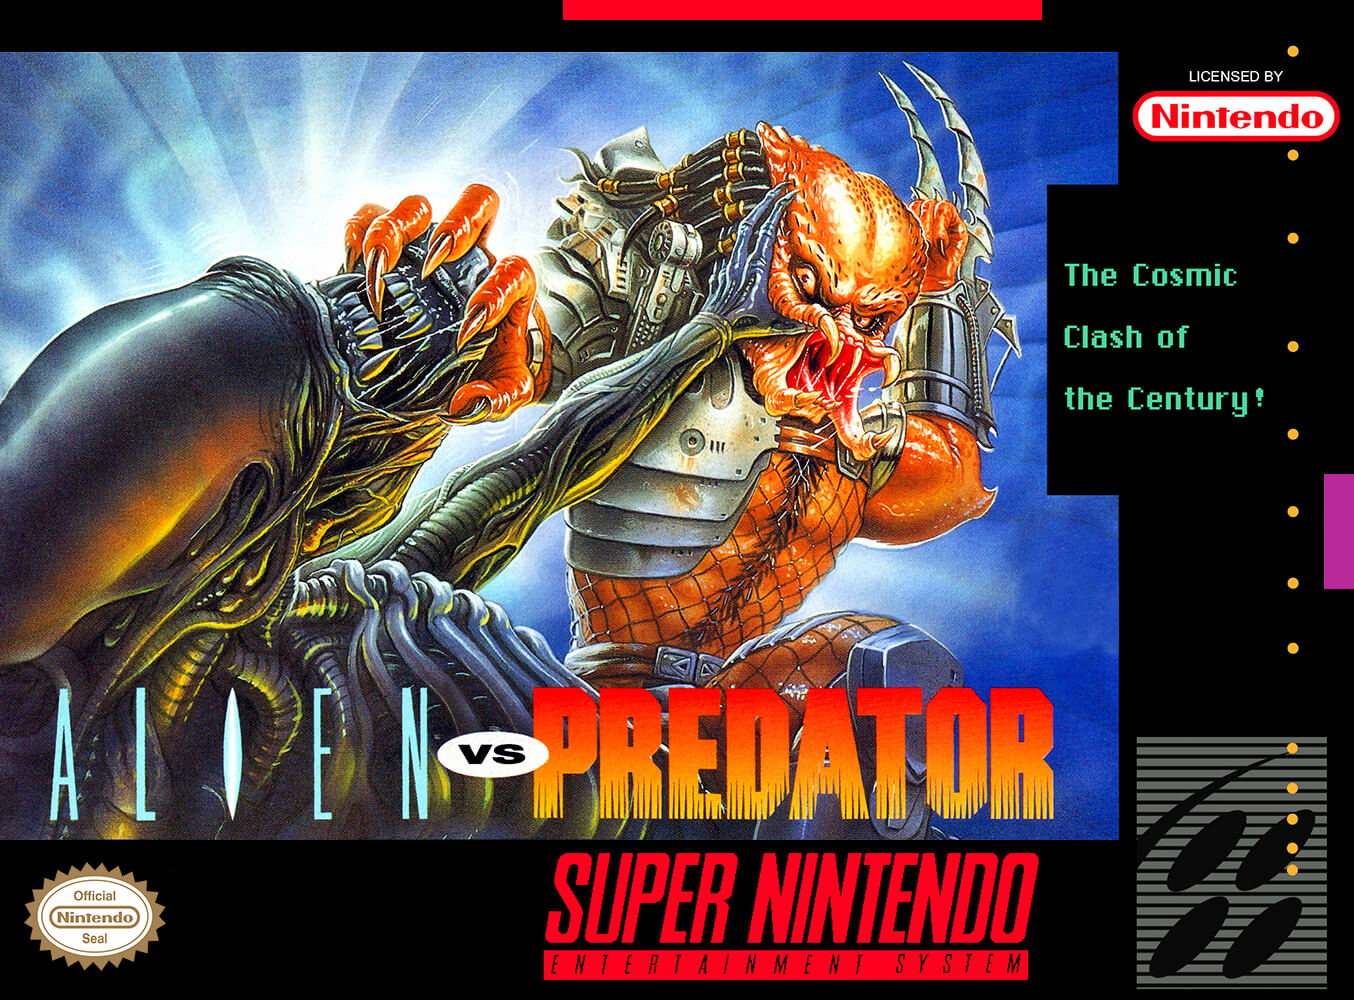 LICENSED BY
Nintendo
The Cosmic
Clash of
the Century!
ALIEN VS PREDATOR
Official
Nintendo
Seal
SUPER NINTENDO
ENTERTAINMENT SYSTEM